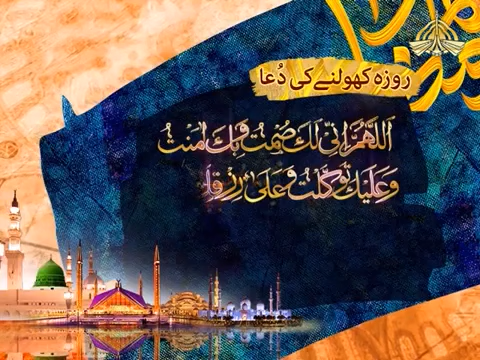 روزہ کھولنے کی دُعا
اَللّٰهُمَّ اِنِّی لَکَ صُمْتُ وَبِکَ اٰمَنْتُ
وَعَلَيْکَ تَوَکَّلْتُ وَعَلٰی رِزْقِ